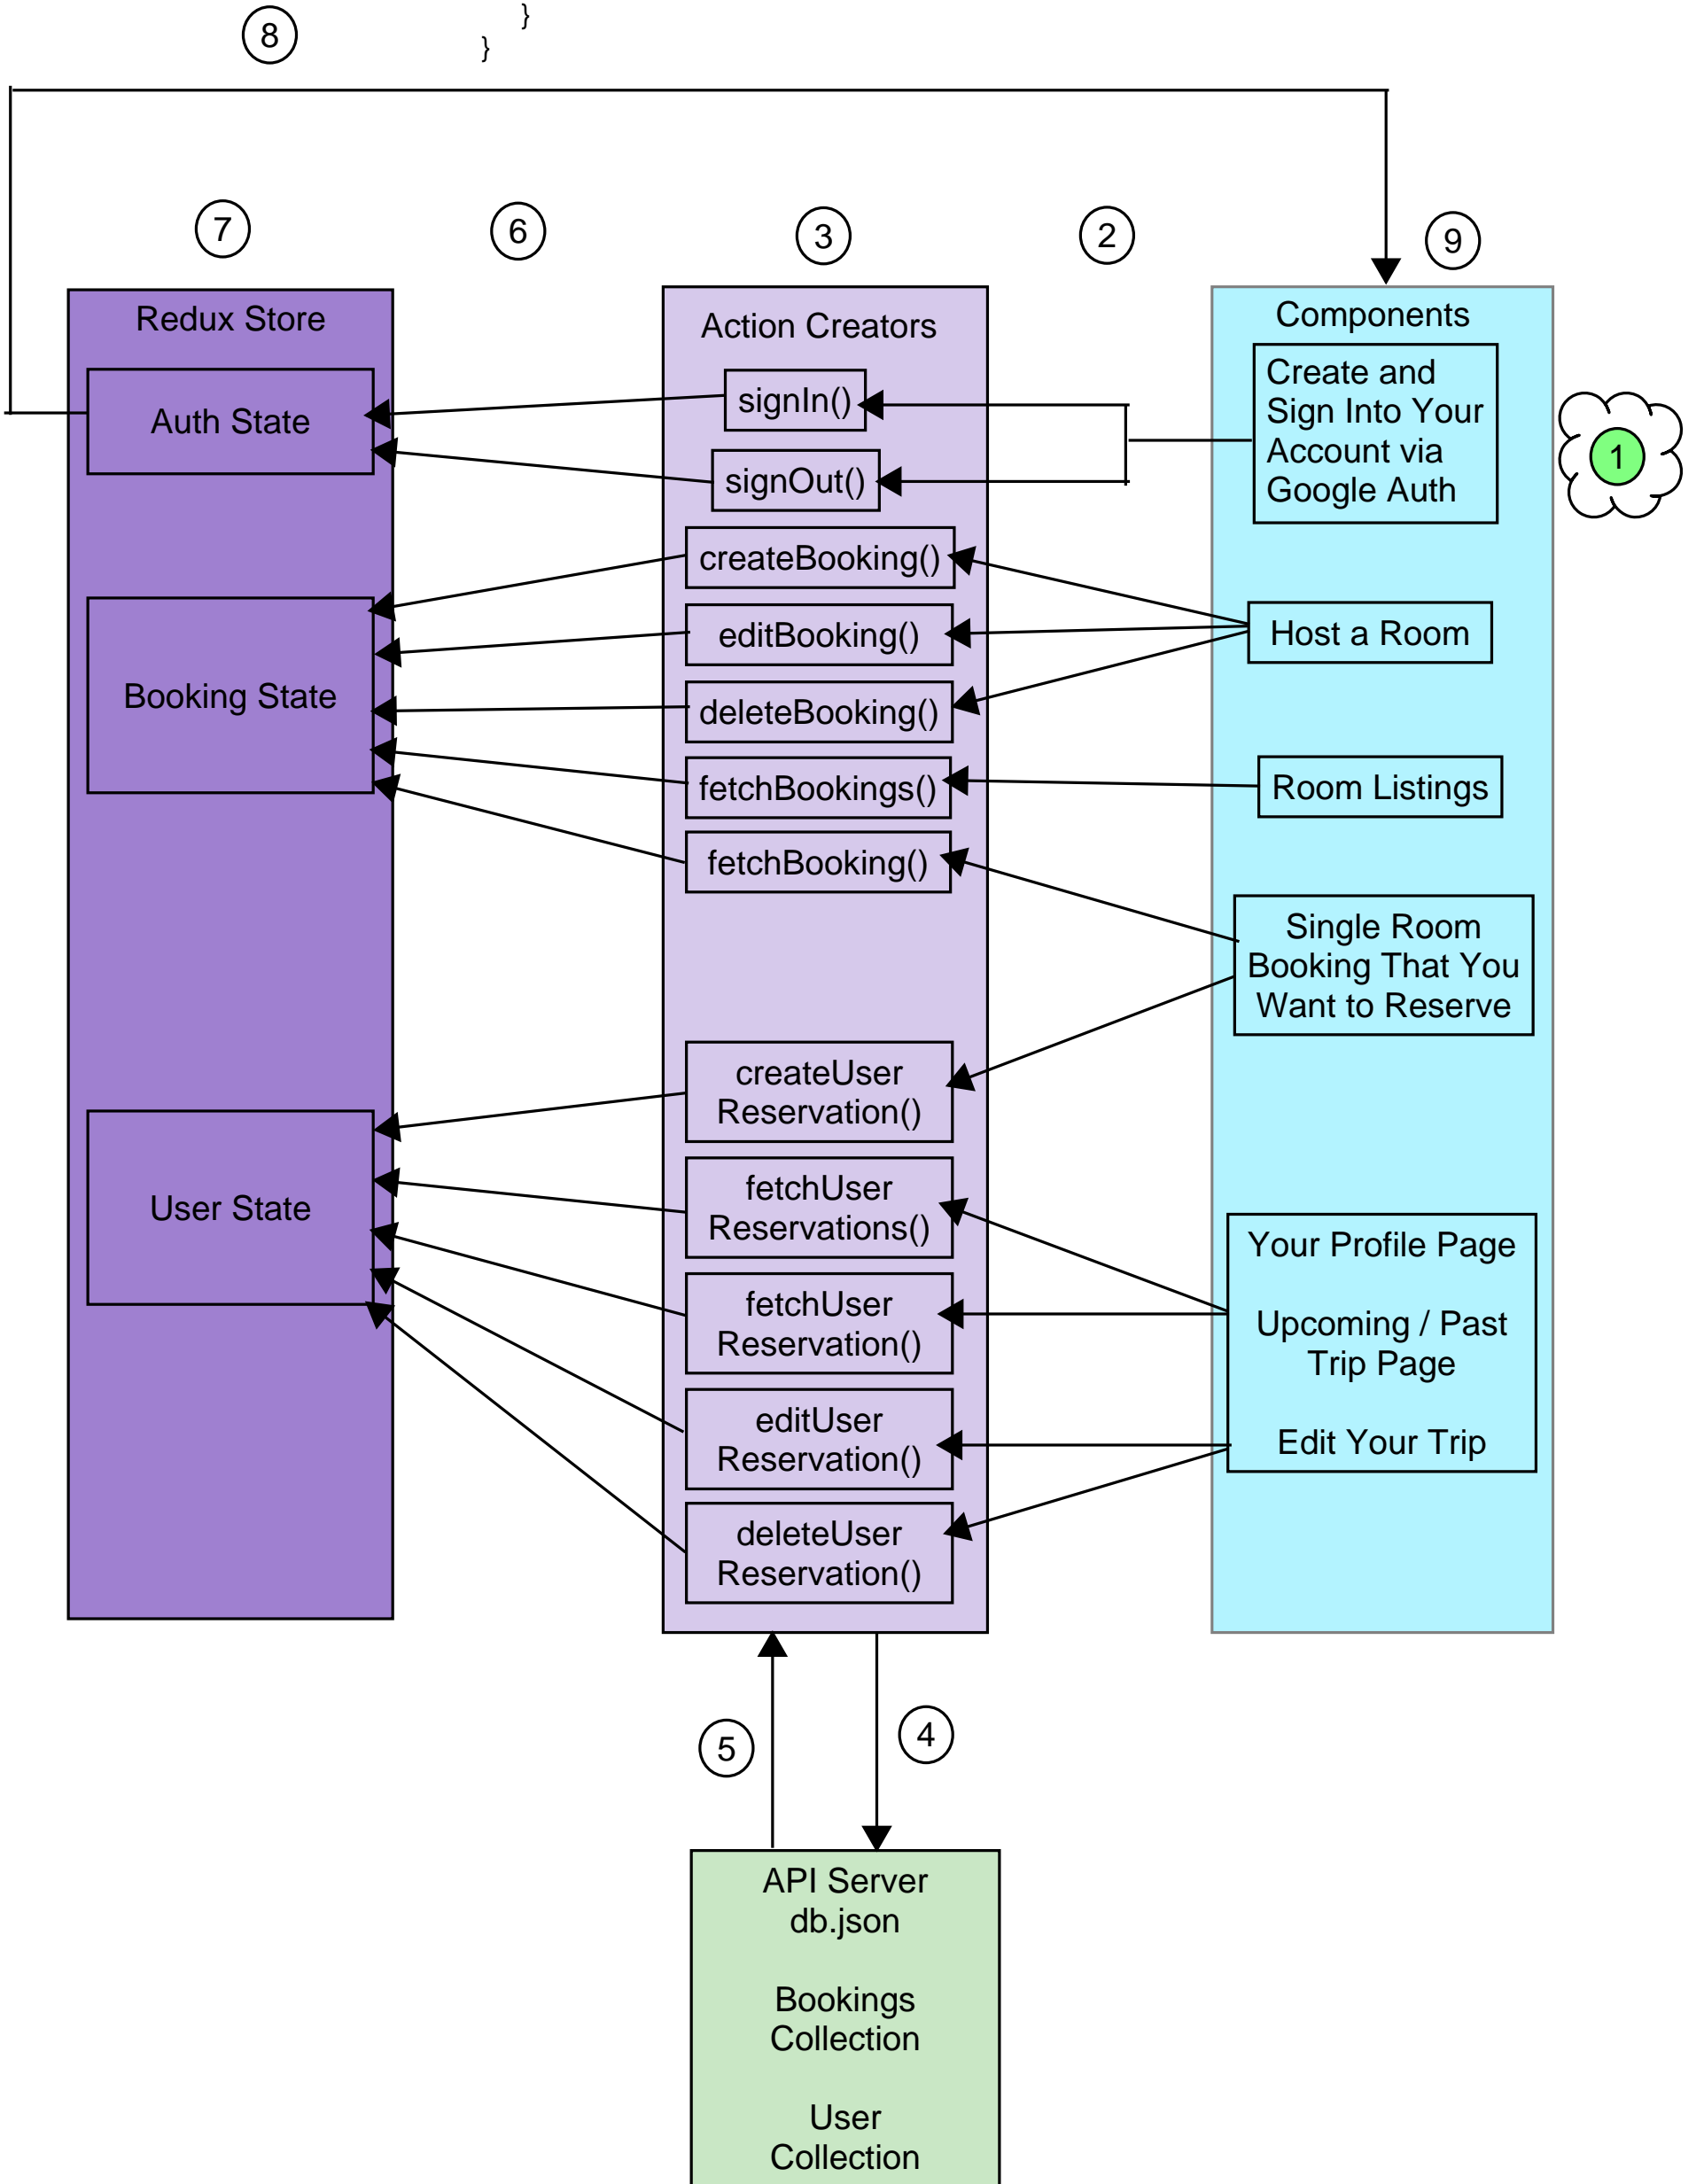 }
8
}
7
6
3
2
9
Redux Store
Auth State
Booking State
User State
Action Creators
signIn()
signOut()
createBooking()
editBooking()
deleteBooking()
fetchBookings()
fetchBooking()
createUser
Reservation()
fetchUser
Reservations()
fetchUser
Reservation()
editUser
Reservation()
deleteUser
Reservation()
Components
Create and
Sign Into Your
Account via
Google Auth
1
Host a Room
Room Listings
Single Room
Booking That You
Want to Reserve
Your Profile Page
Upcoming / Past
Trip Page
Edit Your Trip
5
4
API Server
db.json
Bookings
Collection
User
Collection